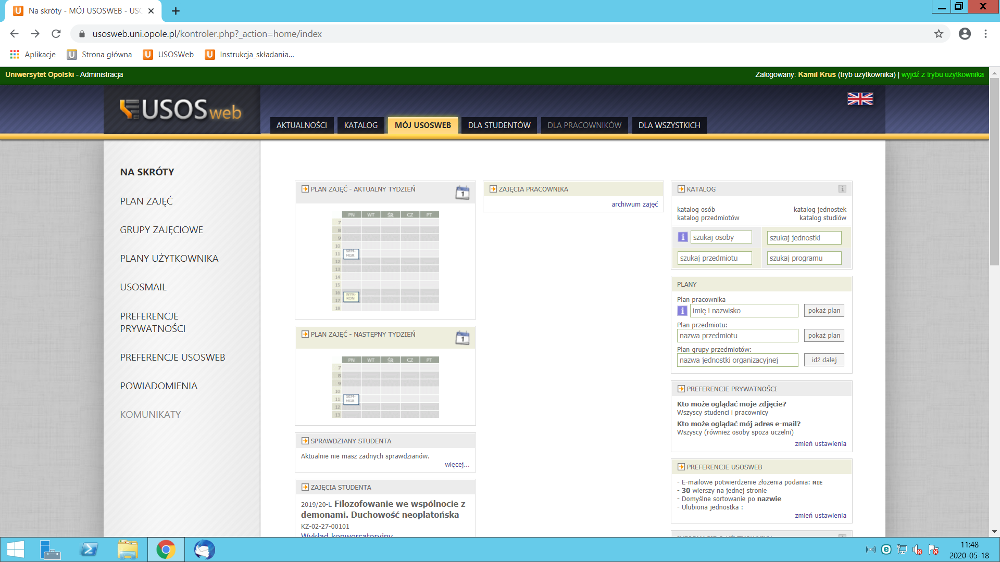 Na skróty - MÓJ USOSWEB - USO
usosweb.uni.opole.pl/kontroler.php?_action=home/index
Aplikacje Strona główna USOSWeb Instrukcja_składania...
Uniwersytet Opolski - Administracja
Zalogowany: Kamil Krus (tryb użytkownika) | wyjdź z trybu użytkownika
USOSweb
AKTUALNOŚCI KATALOG MÓJ USOSWEB DLA STUDENTÓW DLA PRACOWNIKÓW DLA WSZYSTKICH
NA SKRÓTY
PLAN ZAJĘĆ
GRUPY ZAJĘCIOWE
PLANY UŻYTKOWNIKA
USOSMAIL
PREFERENCJE
PRYWATNOŚCI
PREFERENCJE USOSWEB
POWIADOMIENIA
KOMUNIKATY
PLAN ZAJĘĆ - AKTUALNY TYDZIEŃ
1
PN WT ŚR CZ PT
7
8
9
10
11 SEM-
MGR
12
13
14
15
16 WYK-
17 KON
18
PLAN ZAJĘĆ - NASTĘPNY TYDZIEŃ
1
PN WT ŚR CZ PT
7
8
9
10
11 SEM-
MGR
12
13
SPRAWDZIANY STUDENTA
Aktualnie nie masz żadnych sprawdzianów.
więcej...
ZAJĘCIA STUDENTA
2019/20-L Filozofowanie we wspólnocie z
demonami. Duchowość neoplatońska
KZ-02-27-00101
Wykład konwersatoryjny
ZAJĘCIA PRACOWNIKA
archiwum zajęć
KATALOG
katalog osób katalog jednostek
katalog przedmiotów katalog studiów
szukaj osoby szukaj jednostki
szukaj przedmiotu szukaj programu
PLANY
Plan pracownika
imię i nazwisko pokaż plan
Plan przedmiotu:
nazwa przedmiotu pokaż plan
Plan grupy przedmiotów:
nazwa jednostki organizacyjnej idź dalej
PREFERENCJE PRYWATNOŚCI
Kto może oglądać moje zdjęcie?
Wszyscy studenci i pracownicy
Kto może oglądać mój adres e-mail?
Wszyscy (również osoby spoza uczelni)
zmień ustawienia
PREFERENCJE USOSWEB
- E-mailowe potwierdzenie złożenia podania: NIE
- 30 wierszy na jednej stronie
- Domyślne sortowanie po nazwie
- Ulubiona jednostka :
zmień ustawienia
11:48
2020-05-18